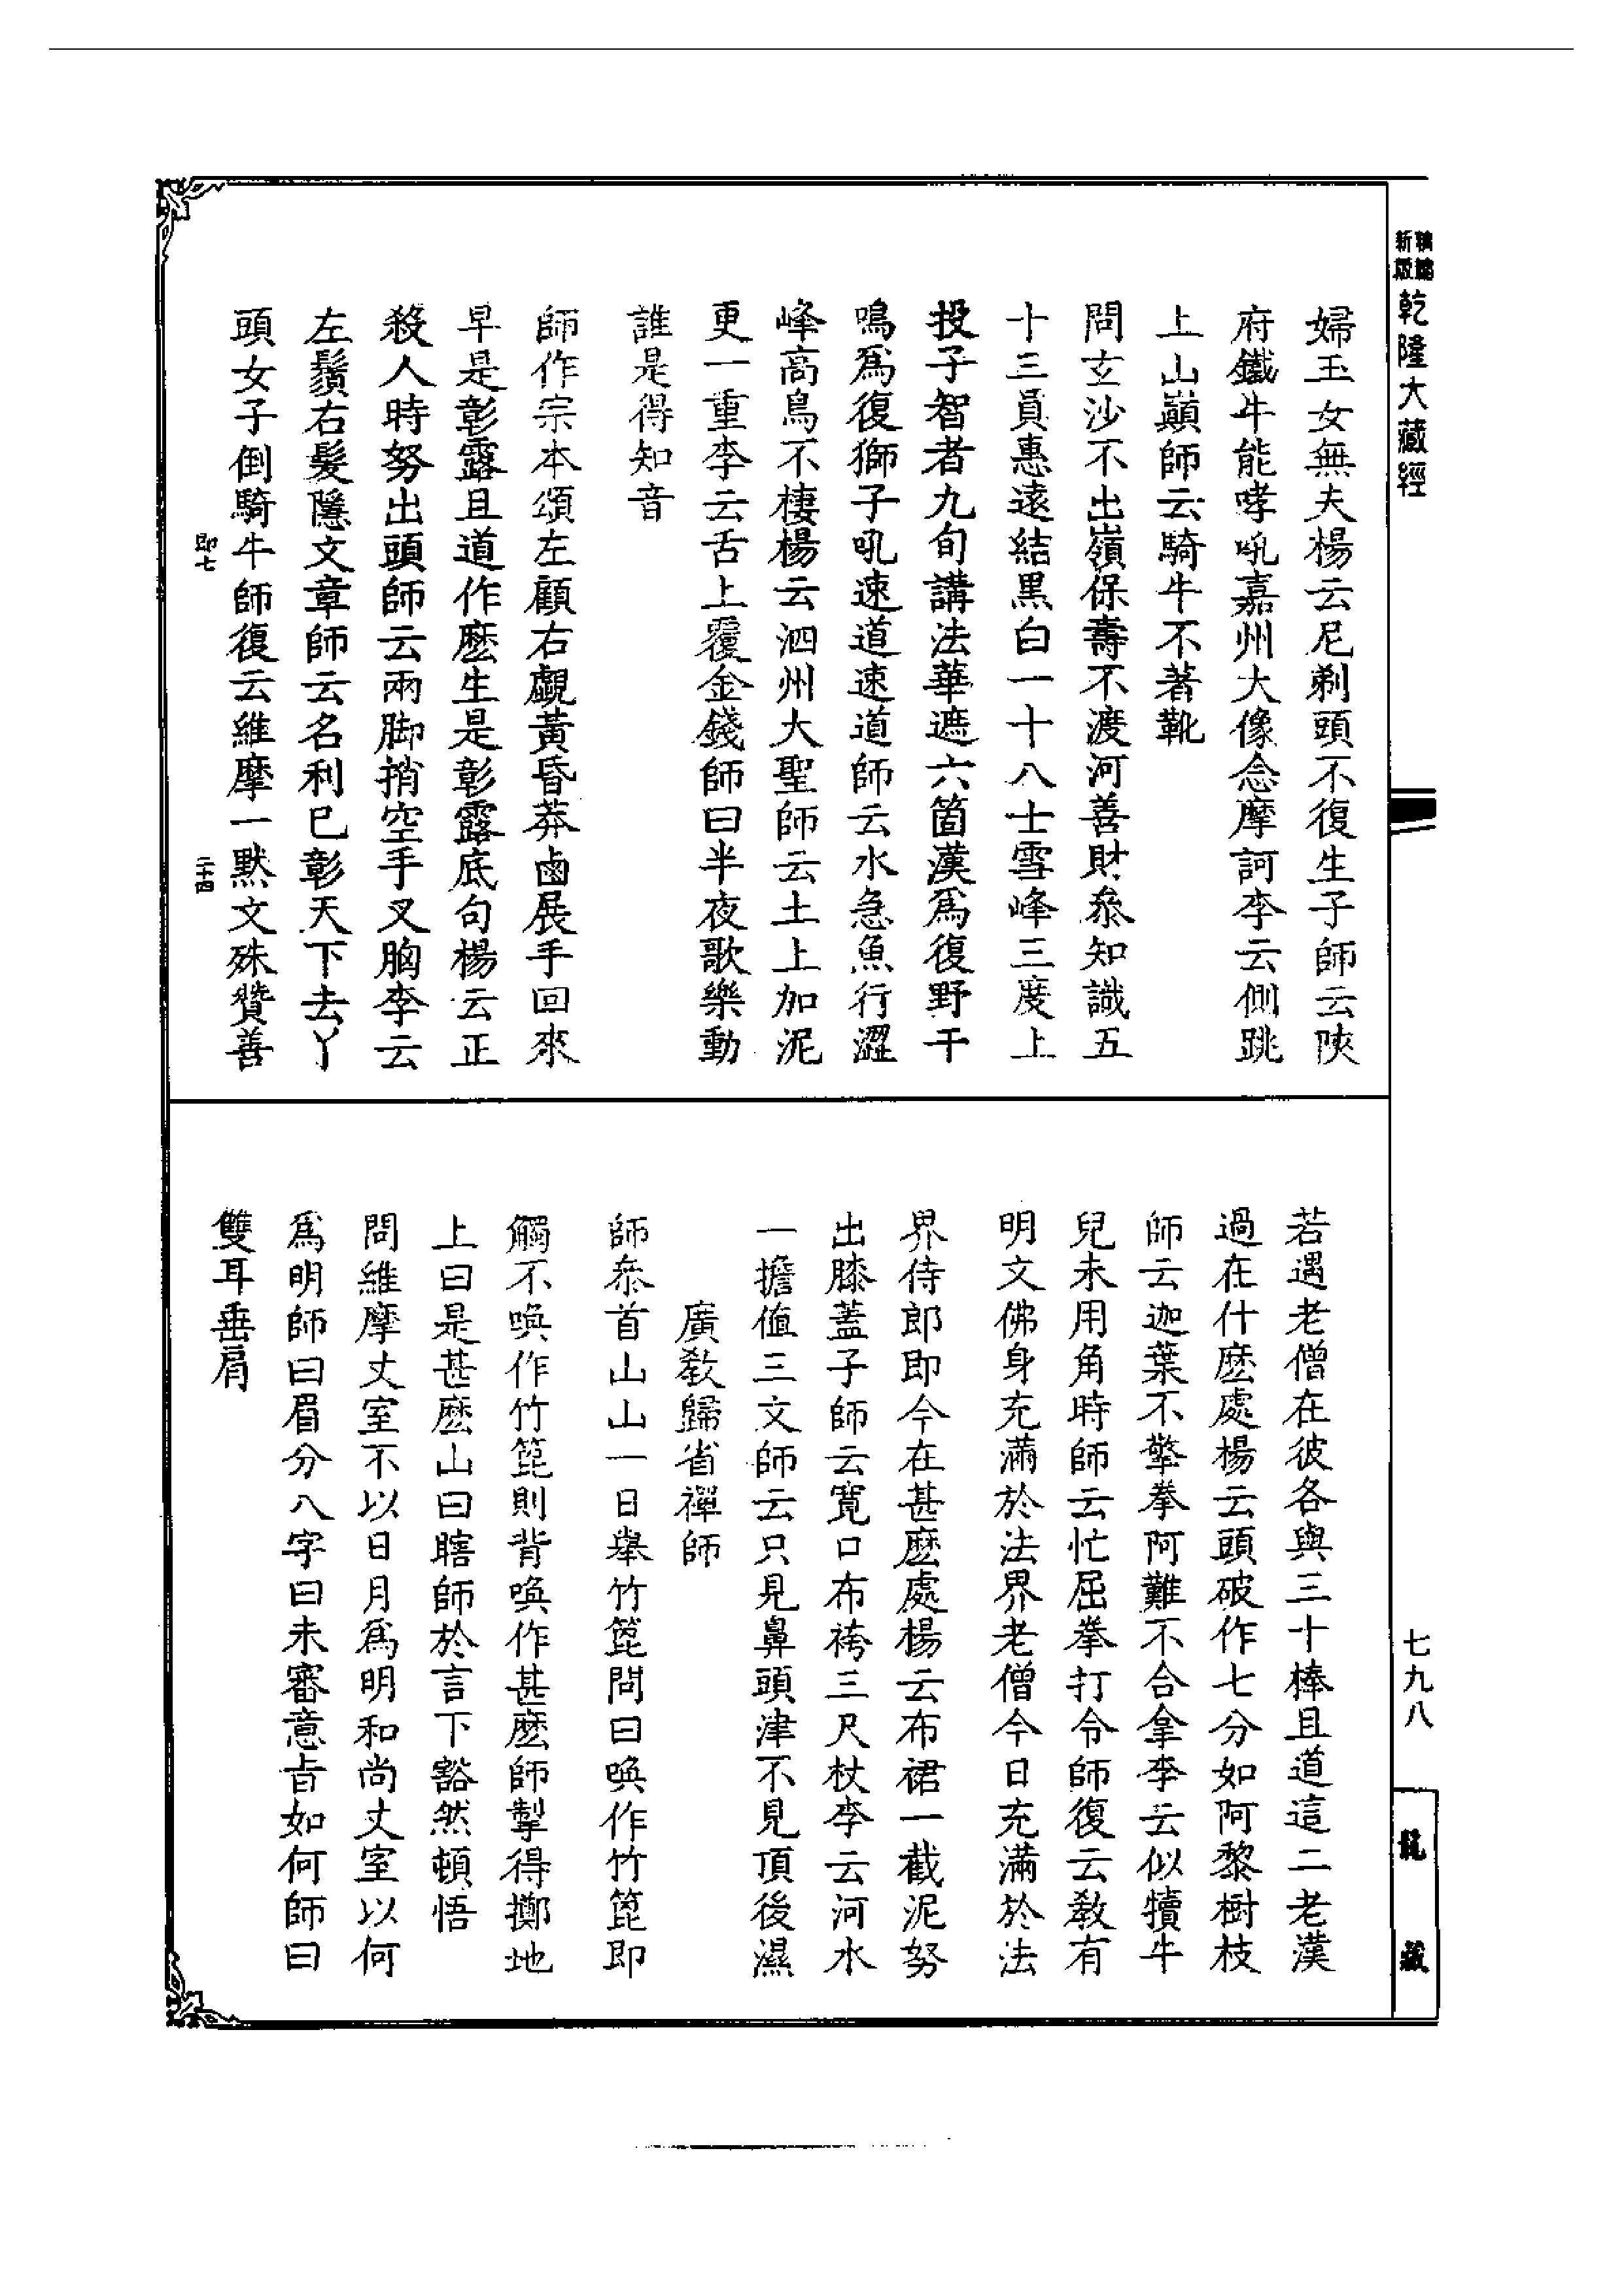 新編縮版 乾隆大藏經
婦玉女無夫楊云尼剃頭不復生子師云陝
府鐵牛能哮吼嘉州大像念摩訶李云側跳
上山巔師云騎牛不著靴
問玄沙不出嶺保壽不渡河善財叅知識五
十三員惠遠結黑白一十八士雪峰三度上
投子智者九旬講法華遮六箇漢爲復野干
鳴爲復獅子吼速道速道師云水急魚行澀
峰高鳥不棲楊云泗州大聖師云土上加泥
更一重李云舌上覆金錢師曰半夜歌樂動
誰是得知音
師作宗本頌左顧右覷黃昏莽鹵展手回來
早是彰露且道作麽生是彰露底句楊云正
殺人時努出頭師云兩脚捎空手叉胸李云
左鬚右髮隱文章師云名利已彰天下去丫
頭女子倒騎牛師復云維摩一默文殊贊善
即七 二十四
若遇老僧在彼各與三十棒且道這二老漢
過在什麽處楊云頭破作七分如阿黎樹枝
師云迦葉不擎拳阿難不合拿李云似犢牛
兒未用角時師云忙屈拳打令師復云教有
明文佛身充滿於法界老僧今日充滿於法
界侍郎即今在甚麽處楊云布裙一截泥努
出膝蓋子師云寬口布袴三尺杖李云河水
一擔值三文師云只見鼻頭津不見頂後濕
廣教歸省禪師
師叅首山山一日舉竹篦問曰喚作竹篦即
觸不喚作竹篦則背喚作甚麽師掣得擲地
上曰是甚麽山曰瞎師於言下豁然頓悟
問維摩丈室不以日月爲明和尚丈室以何
爲明師曰眉分八字曰未審意旨如何師曰
雙耳垂肩
七九八
龍藏